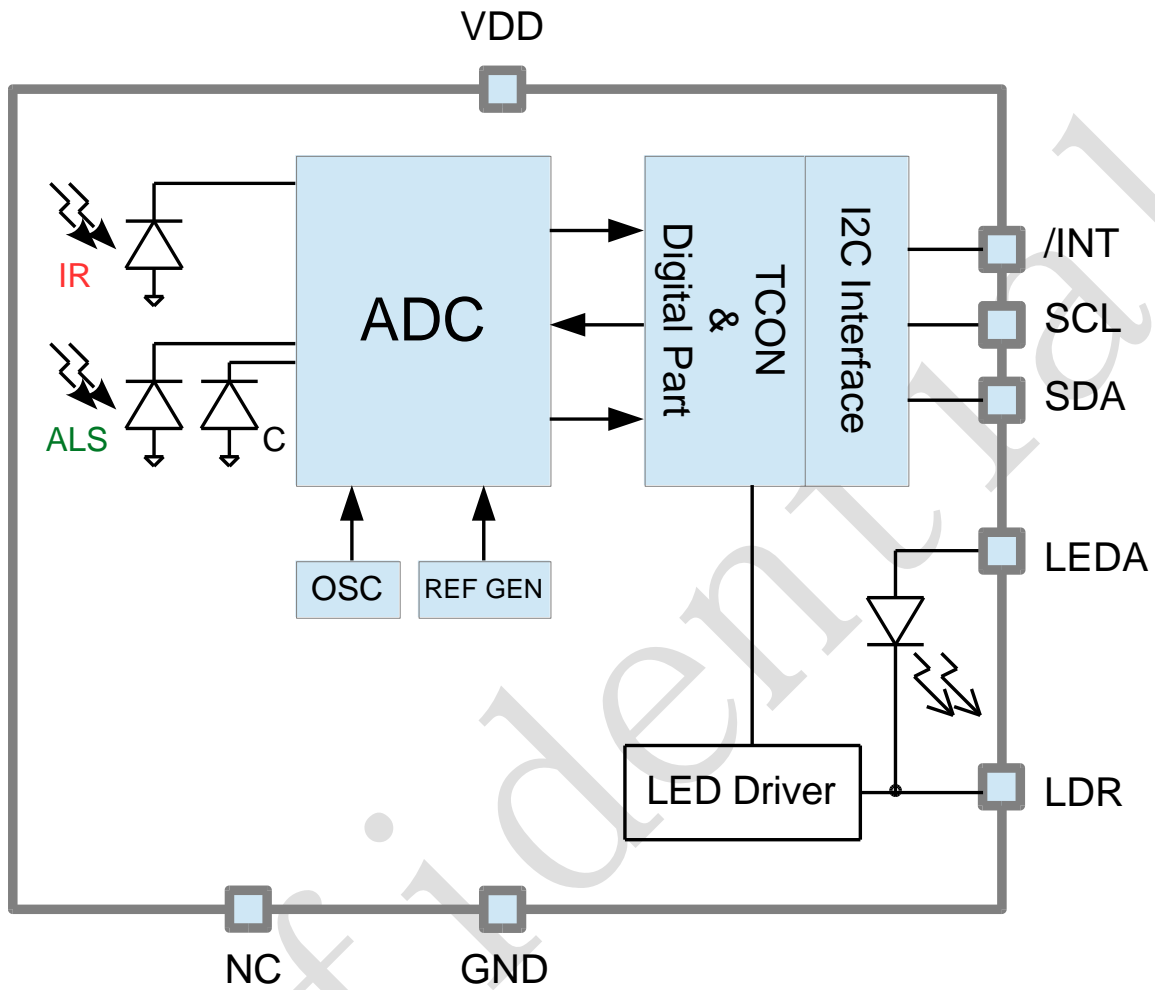 VDD
IR
ALS
C
ADC
OSC
REF GEN
Digital Part
&
TCON
I2C Interface
/INT
SCL
SDA
LEDA
LED Driver
LDR
NC
GND
fidential